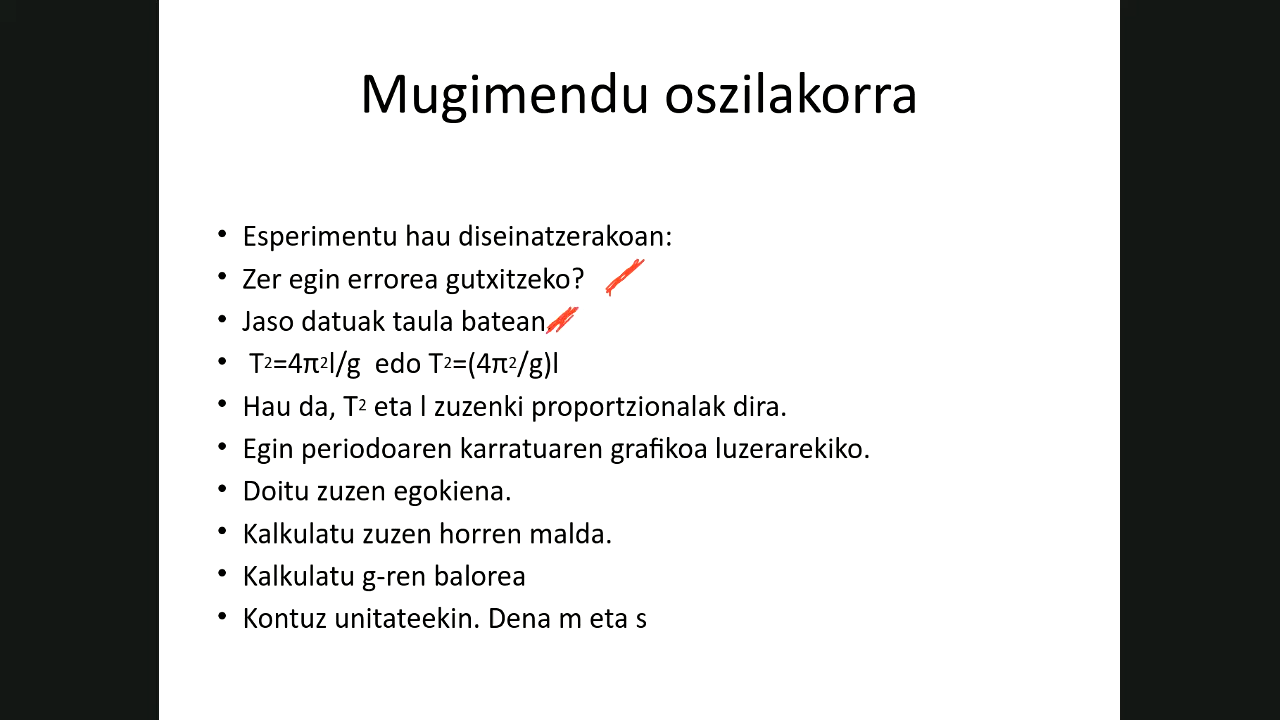 Mugimendu oszilakorra
• Esperimentu hau diseinatzerakoan:
• Zer egin errorea gutxitzeko?
• Jaso datuak taula batean
• T²=4π²l/g edo T²=(4π²/g)l
• Hau da, T² eta l zuzenki proportzionalak dira.
• Egin periodoaren karratuaren grafikoa luzerarekiko.
• Doitu zuzen egokiena.
• Kalkulatu zuzen horren malda.
• Kalkulatu g-ren balorea
• Kontuz unitateekin. Dena m eta s